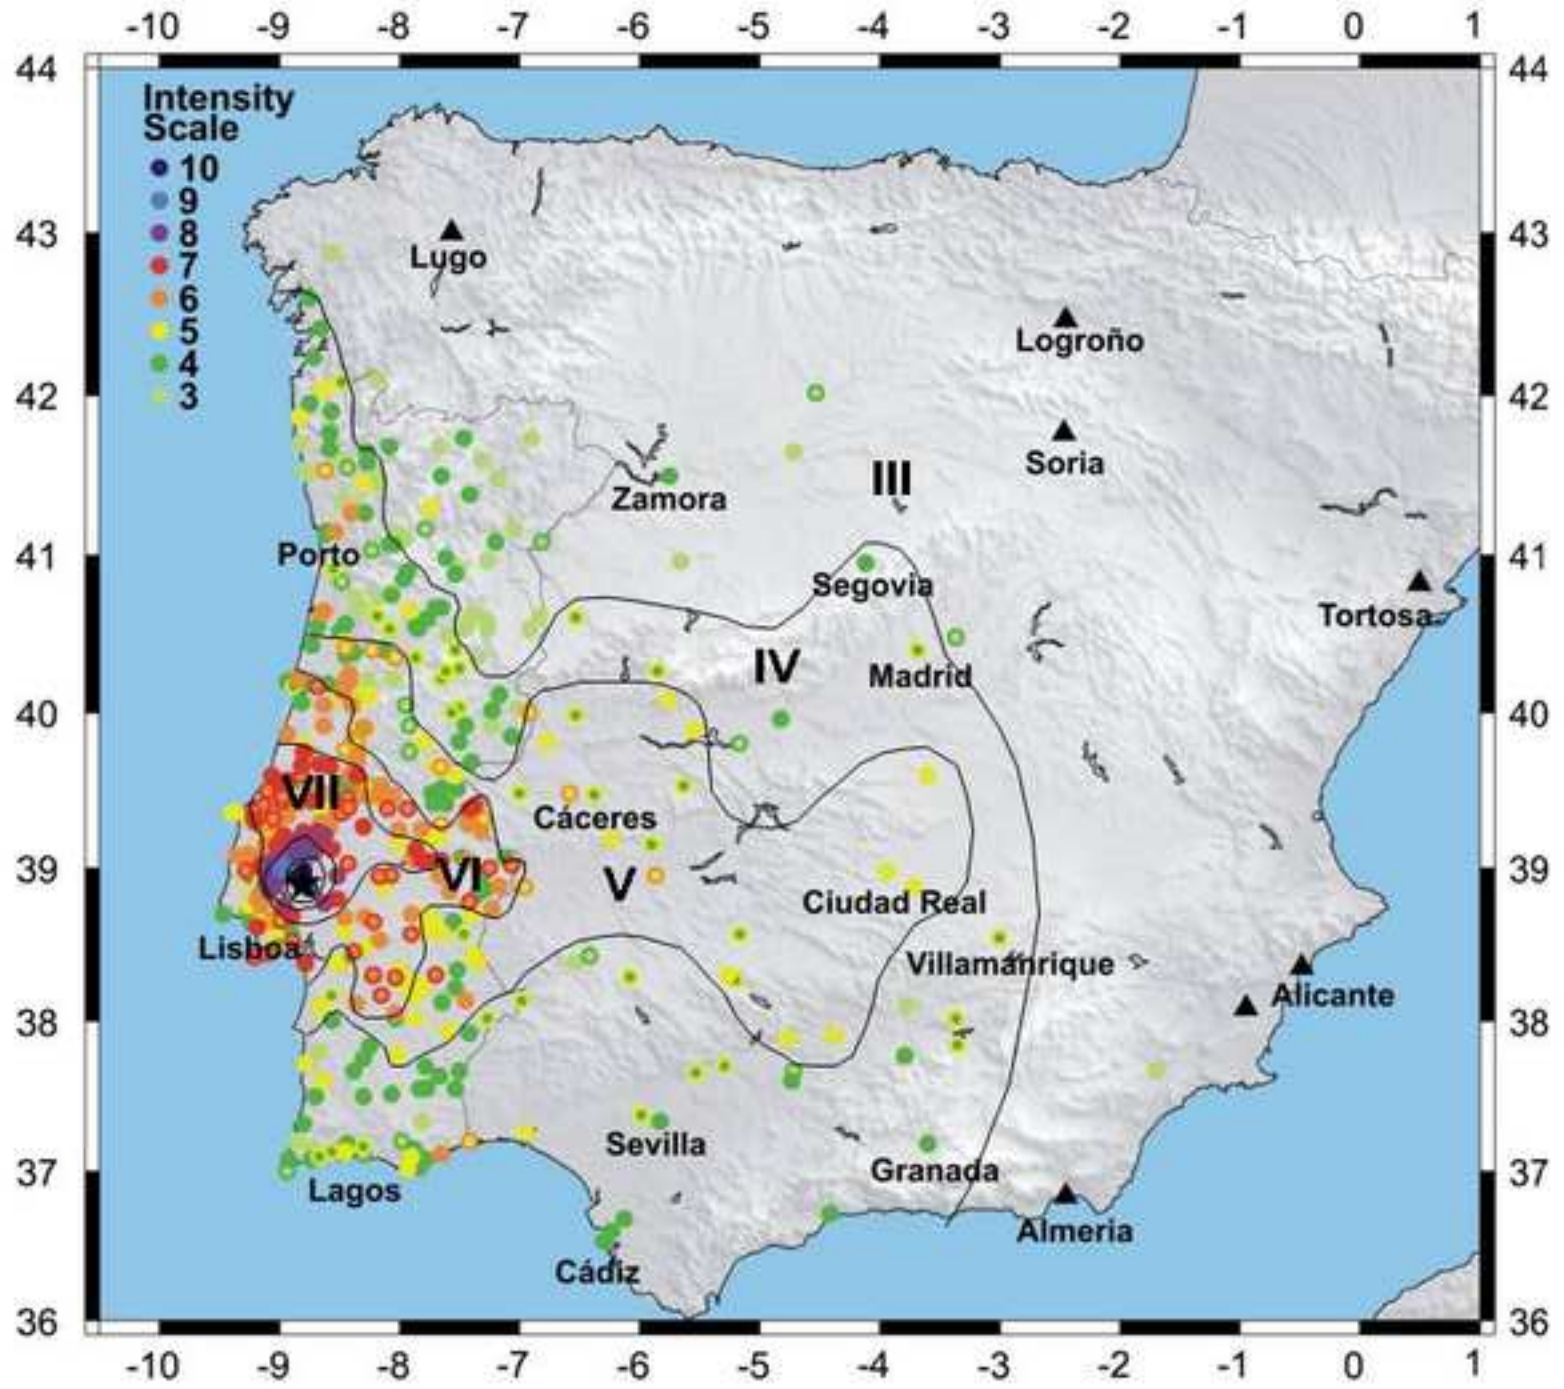 -10 -9 -8 -7 -6 -5 -4 -3 -2 -1 0 1
44 44
Intensity
Scale
10
9
8
7
6
5
4
3
43 43
Lugo
Logroño
42 42
Soria
III
Zamora
41 41
Porto
Segovia
Tortosa
IV
Madrid
40 40
VII
Cáceres
39 39
VI
V
Ciudad Real
Lisboa
Villamanrique
Alicante
38 38
Sevilla
37 37
Granada
Lagos
Almeria
Cádiz
36 36
-10 -9 -8 -7 -6 -5 -4 -3 -2 -1 0 1